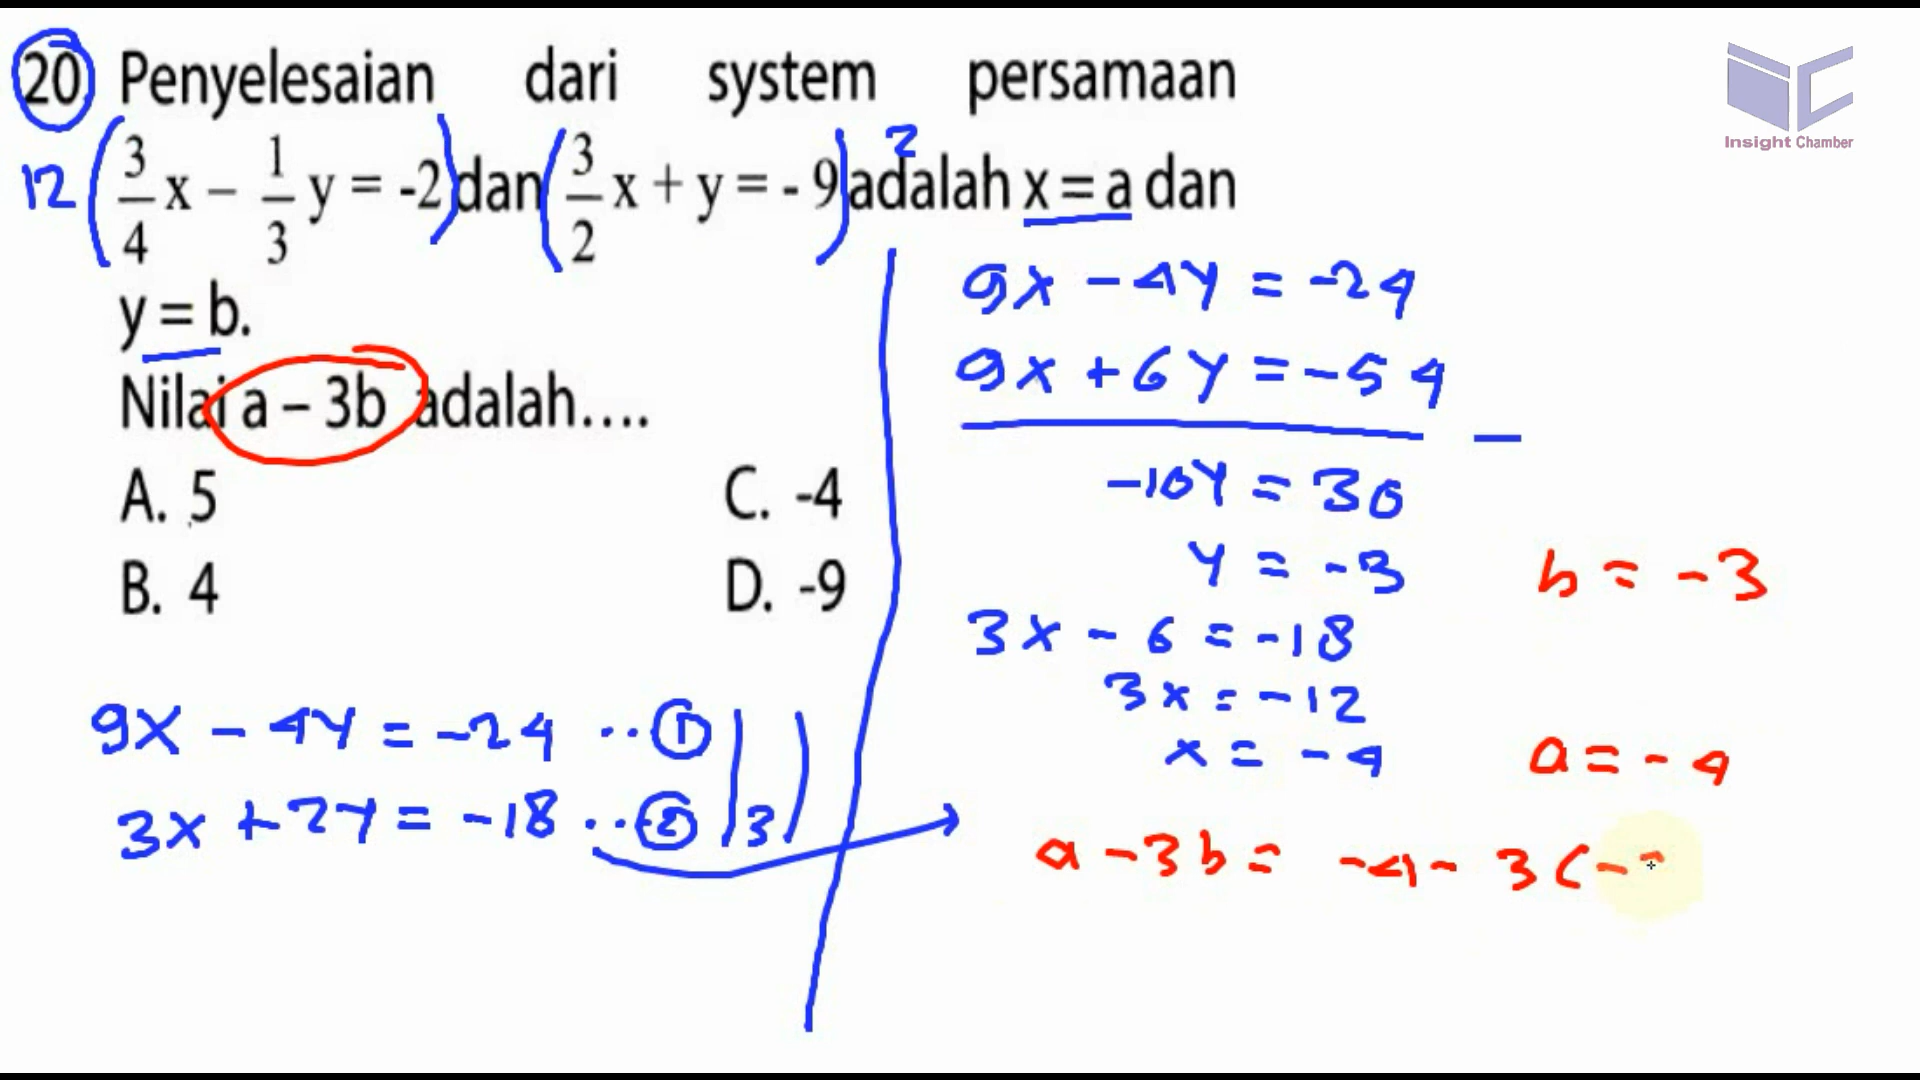 20 Penyelesaian dari system persamaan
12 ( 3/4 x – 1/3 y = -2 ) dan ( 3/2 x + y = - 9 ) 2 adalah x = a dan
y = b.
Nilai a – 3b adalah....
A. 5
B. 4
C. -4
D. -9
9x - 4y = -24 .. 1
3x + 2y = -18 .. 2 | 3 |
9x - 4y = -24
9x + 6y = -54
-10y = 30
y = -3
b = -3
3x - 6 = -18
3x = -12
x = -4
a = -4
a - 3b = -4 - 3 ( -
Insight Chamber